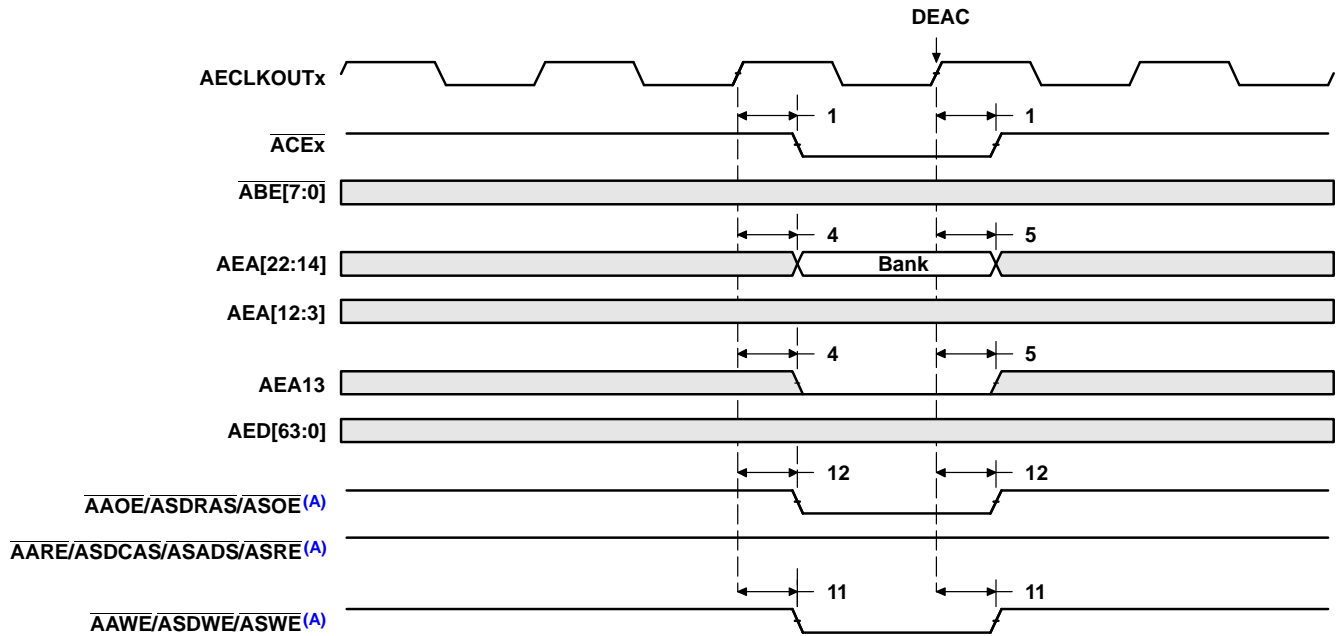 DEAC
AECLKOUTx
1 1
ACEx
ABE[7:0]
4 5
AEA[22:14] Bank
AEA[12:3]
4 5
AEA13
AED[63:0]
12 12
AAOE/ASDRAS/ASOE(A)
AARE/ASDCAS/ASADS/ASRE(A)
11 11
AAWE/ASDWE/ASWE(A)